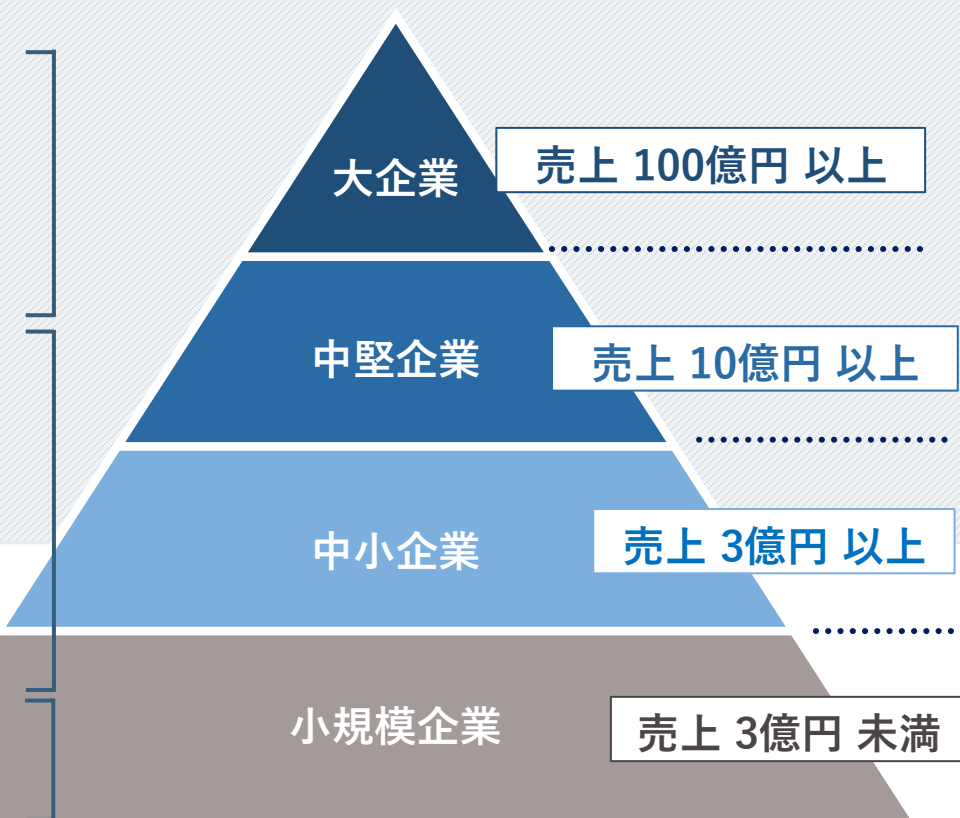 大企業
売上 100億円 以上
中堅企業
売上 10億円 以上
中小企業
売上 3億円 以上
小規模企業
売上 3億円 未満